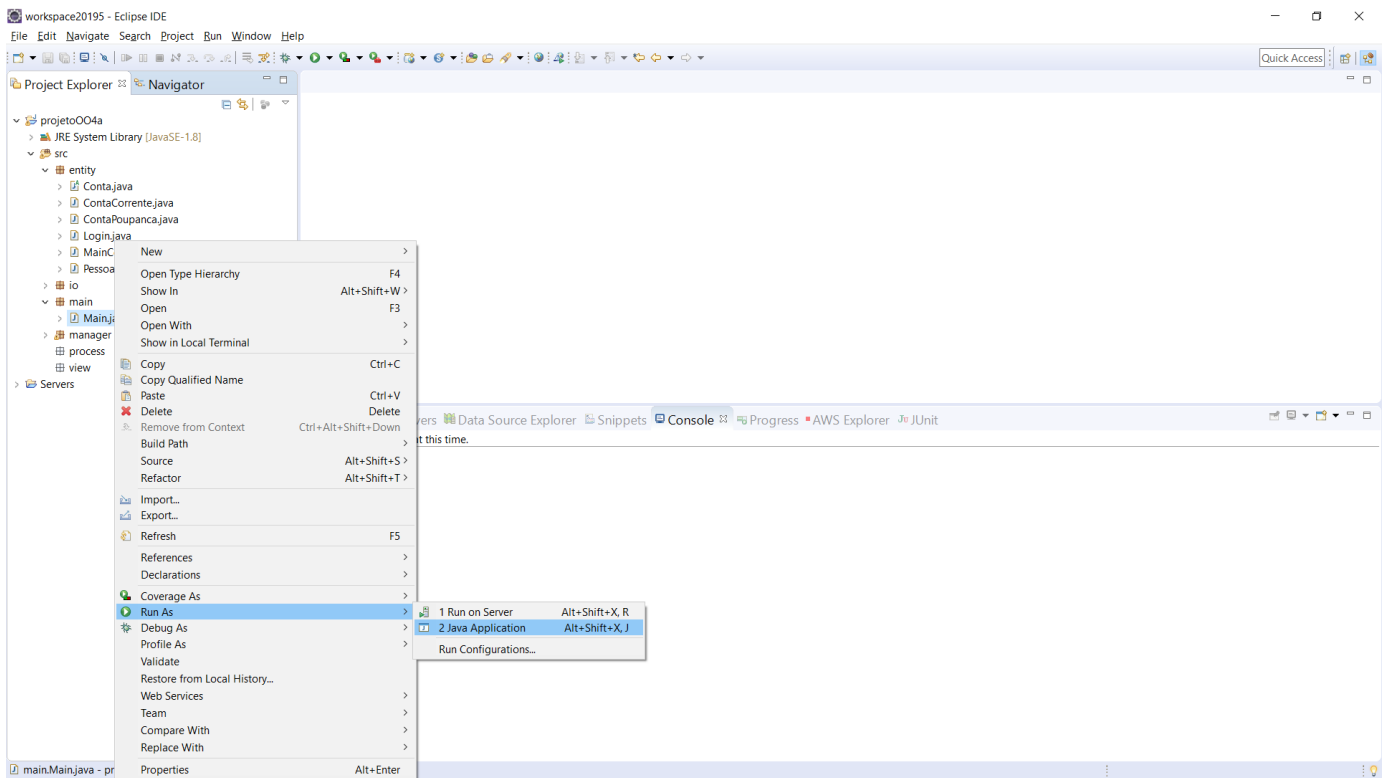 workspace20195 - Eclipse IDE
File Edit Navigate Search Project Run Window Help
Quick Access
Project Explorer Navigator
projetoOO4a
JRE System Library [JavaSE-1.8]
src
entity
Conta.java
ContaCorrente.java
ContaPoupanca.java
Login.java
MainC
Pessoa
io
main
Main.ja
manager
process
view
Servers
New
Open Type Hierarchy F4
Show In Alt+Shift+W
Open F3
Open With
Show in Local Terminal
Copy Ctrl+C
Copy Qualified Name
Paste Ctrl+V
Delete Delete
Remove from Context Ctrl+Alt+Shift+Down
Build Path
Source Alt+Shift+S
Refactor Alt+Shift+T
Import...
Export...
Refresh F5
References
Declarations
Coverage As
Run As
Debug As
Profile As
Validate
Restore from Local History...
Web Services
Team
Compare With
Replace With
Properties Alt+Enter
1 Run on Server Alt+Shift+X, R
2 Java Application Alt+Shift+X, J
Run Configurations...
vers Data Source Explorer Snippets Console Progress AWS Explorer JUnit
t this time.
main.Main.java - pr